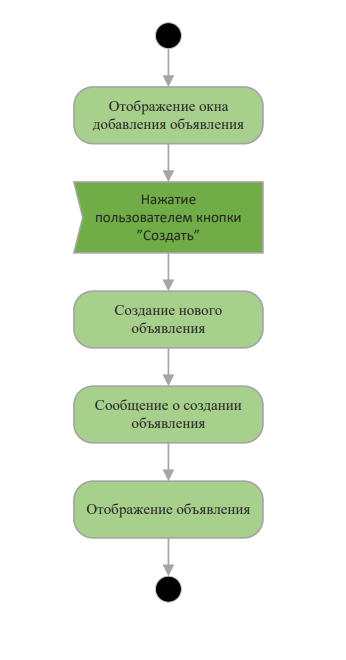 Отображение окна
добавления объявления
Нажатие
пользователем кнопки
”Создать”
Создание нового
объявления
Сообщение о создании
объявления
Отображение объявления